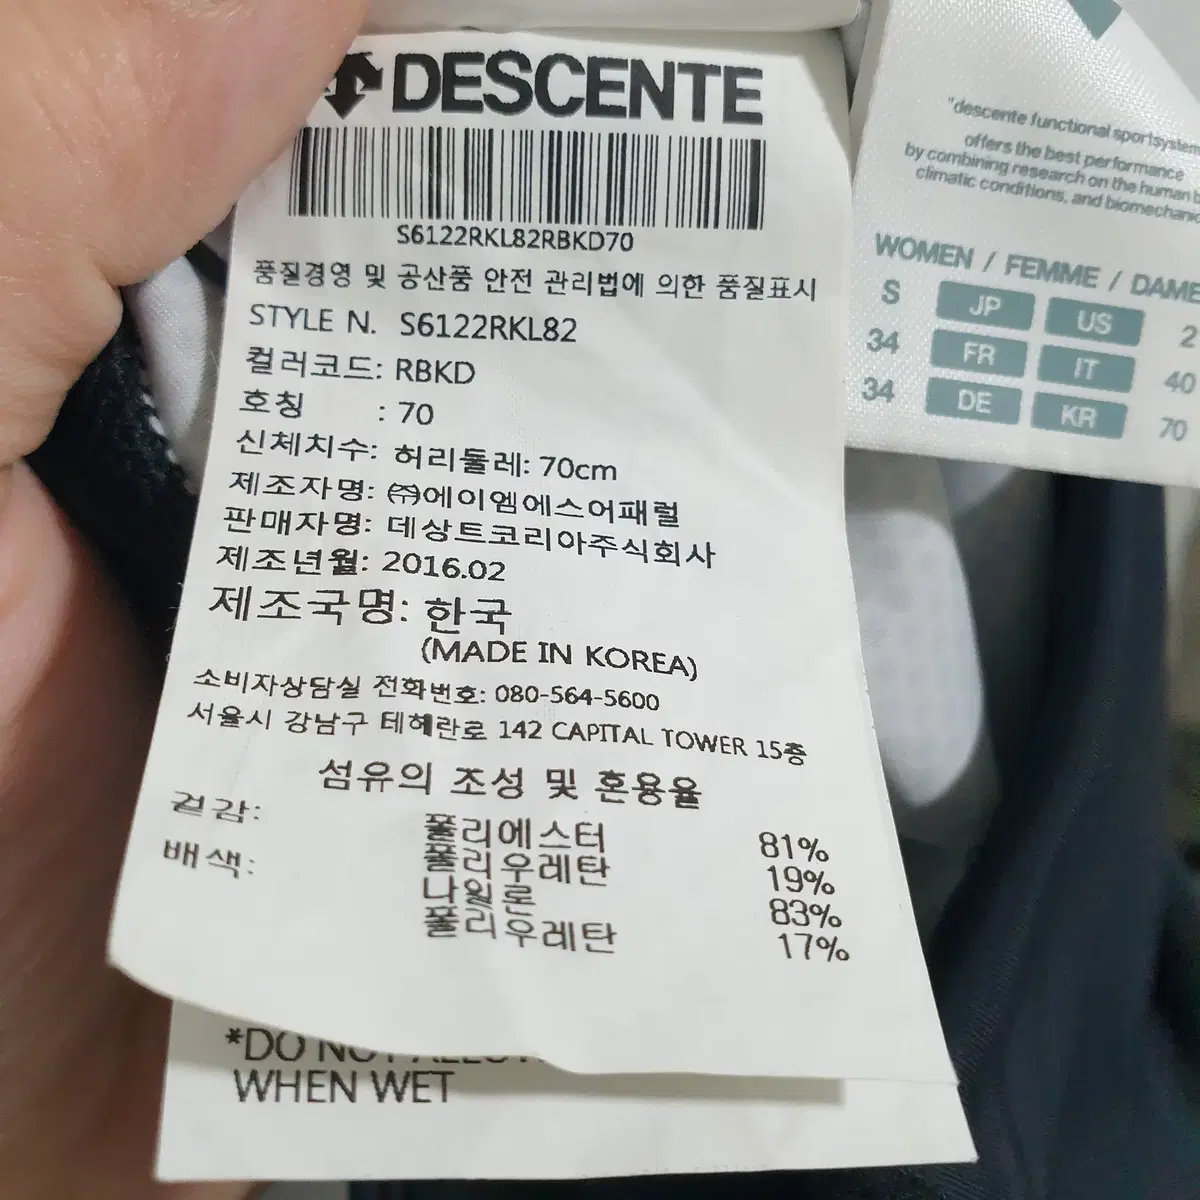 DESCENTE
S6122RKL82RBKD70
품질경영 및 공산품 안전 관리법에 의한 품질표시
STYLE N. S6122RKL82
컬러코드: RBKD
호칭 : 70
신체치수: 허리둘레: 70cm
제조자명: ㈜에이엠에스어패럴
판매자명: 데상트코리아주식회사
제조년월: 2016.02
제조국명: 한국
(MADE IN KOREA)
소비자상담실 전화번호: 080-564-5600
서울시 강남구 테헤란로 142 CAPITAL TOWER 15층
섬유의 조성 및 혼용율
겉감:
폴리에스터 81%
배색:
폴리우레탄 19%
나일론 83%
폴리우레탄 17%
*DO NOT
WHEN WET
"descente functional sportsystem
offers the best performance
by combining research on the human
climatic conditions, and
WOMEN / FEMME / DAME
S JP US 2
34 FR IT 40
34 DE KR 70